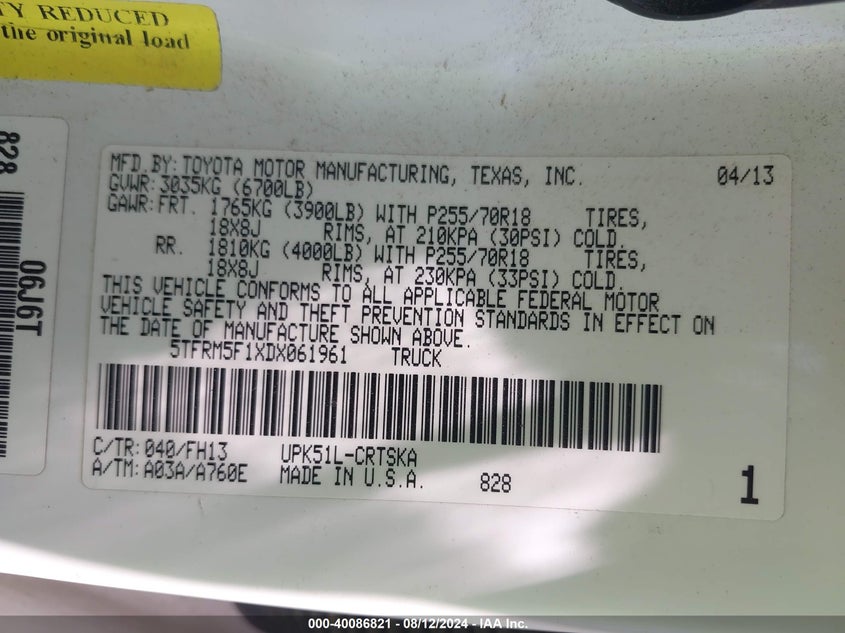 TY REDUCED
the original load
828
06J6T
MFD.BY:TOYOTA MOTOR MANUFACTURING, TEXAS, INC. 04/13
GVWR:3035KG (6700LB)
GAWR:FRT. 1765KG (3900LB) WITH P255/70R18 TIRES,
18X8J RIMS, AT 210KPA (30PSI) COLD.
RR. 1810KG (4000LB) WITH P255/70R18 TIRES,
18X8J RIMS, AT 230KPA (33PSI) COLD.
THIS VEHICLE CONFORMS TO ALL APPLICABLE FEDERAL MOTOR
VEHICLE SAFETY AND THEFT PREVENTION STANDARDS IN EFFECT ON
THE DATE OF MANUFACTURE SHOWN ABOVE.
5TFRM5F1XDX061961 TRUCK
C/TR:040/FH13 UPK51L-CRTSKA
A/TM:A03A/A760E MADE IN U.S.A. 828 1
000-40086821 - 08/12/2024 - IAA Inc.